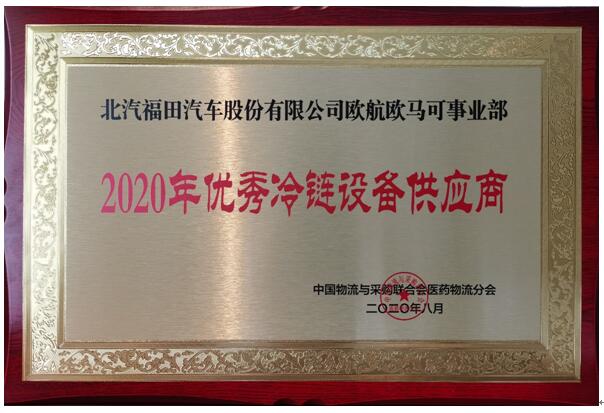 北汽福田汽车股份有限公司欧航欧马可事业部
2020年优秀冷链设备供应商
中国物流与采购联合会医药物流分会
二〇二〇年八月